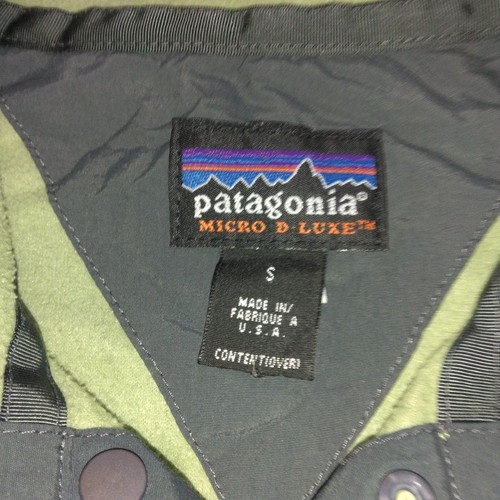 patagonia®
MICRO D-LUXE™
S
MADE IN/
FABRIQUE A
U.S.A.
CONTENT(OVER)